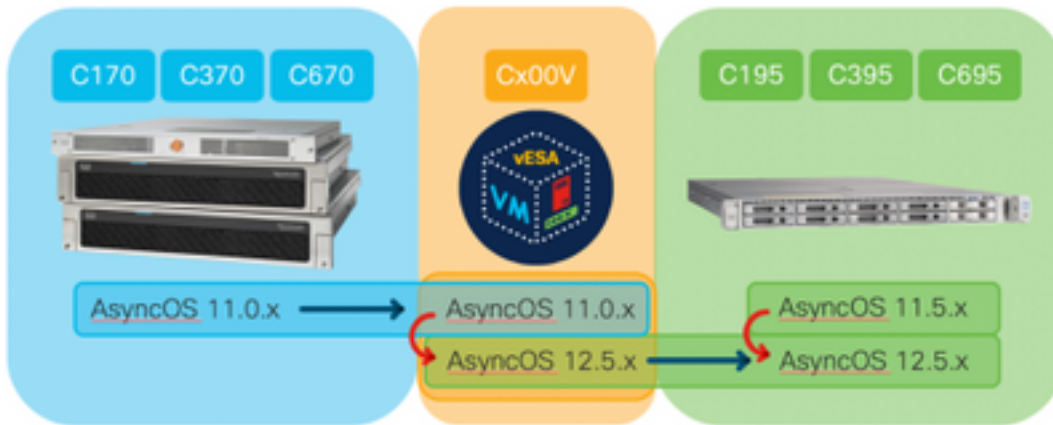 C170 C370 C670
Cx00V
C195 C395 C695
vESA
VM
AsyncOS 11.0.x
AsyncOS 11.0.x
AsyncOS 11.5.x
AsyncOS 12.5.x
AsyncOS 12.5.x